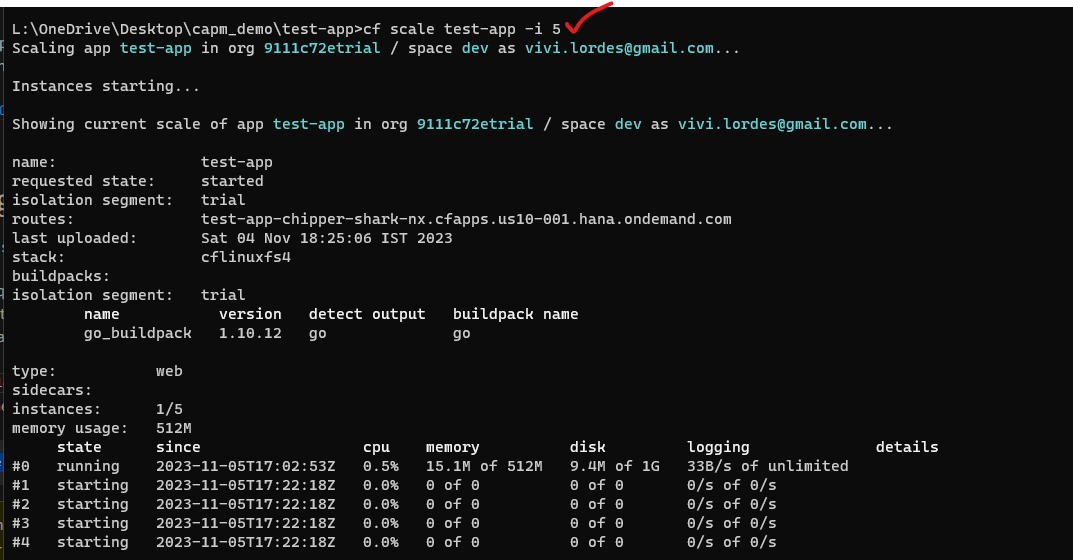 L:\OneDrive\Desktop\capm_demo\test-app>cf scale test-app -i 5
Scaling app test-app in org 9111c72etrial / space dev as vivi.lordes@gmail.com...
Instances starting...
Showing current scale of app test-app in org 9111c72etrial / space dev as vivi.lordes@gmail.com...
name: test-app
requested state: started
isolation segment: trial
routes: test-app-chipper-shark-nx.cfapps.us10-001.hana.ondemand.com
last uploaded: Sat 04 Nov 18:25:06 IST 2023
stack: cflinuxfs4
buildpacks:
isolation segment: trial
name version detect output buildpack name
go_buildpack 1.10.12 go go
type: web
sidecars:
instances: 1/5
memory usage: 512M
state since cpu memory disk logging details
#0 running 2023-11-05T17:02:53Z 0.5% 15.1M of 512M 9.4M of 1G 33B/s of unlimited
#1 starting 2023-11-05T17:22:18Z 0.0% 0 of 0 0 of 0 0/s of 0/s
#2 starting 2023-11-05T17:22:18Z 0.0% 0 of 0 0 of 0 0/s of 0/s
#3 starting 2023-11-05T17:22:18Z 0.0% 0 of 0 0 of 0 0/s of 0/s
#4 starting 2023-11-05T17:22:18Z 0.0% 0 of 0 0 of 0 0/s of 0/s